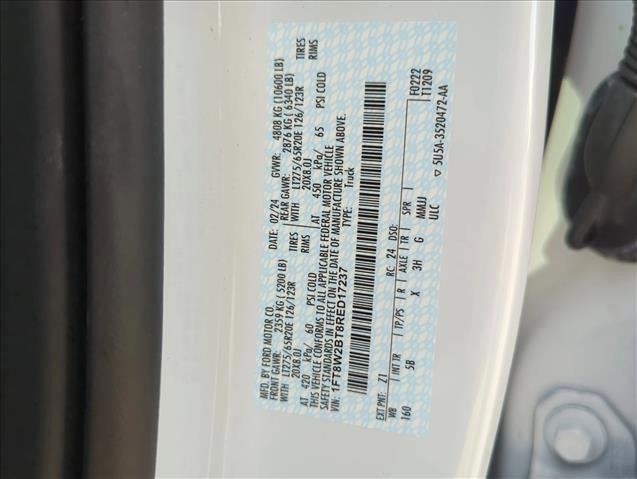 MFD. BY FORD MOTOR CO.
DATE: 02/24 GVWR: 4808 KG (10600 LB)
FRONT GAWR: 2359 KG (5200 LB) REAR GAWR: 2876 KG (6340 LB)
WITH LT275/65R20E 126/123R TIRES WITH LT275/65R20E 126/123R TIRES
20X8.0J RIMS 20X8.0J RIMS
AT 420 kPa/ 60 PSI COLD AT 450 kPa/ 65 PSI COLD
THIS VEHICLE CONFORMS TO ALL APPLICABLE FEDERAL MOTOR VEHICLE
SAFETY STANDARDS IN EFFECT ON THE DATE OF MANUFACTURE SHOWN ABOVE.
VIN: 1FT8W2BT8RED17237 TYPE: Truck
EXT PNT: Z1 RC: 24 DSO: F0222
WB INT TR TP/PS R AXLE TR SPR T1209
160 5B X 3H G MMJJ
ULC ▽ 5U5A-3520472-AA